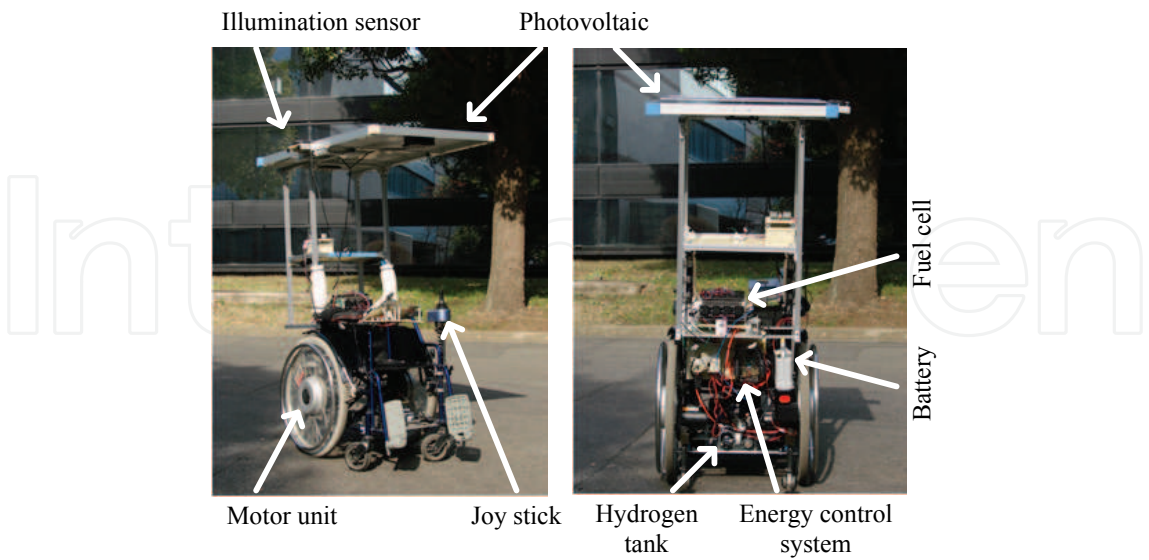 Illumination sensor
Photovoltaic
Fuel cell
Battery
Motor unit
Joy stick
Hydrogen
tank
Energy control
system